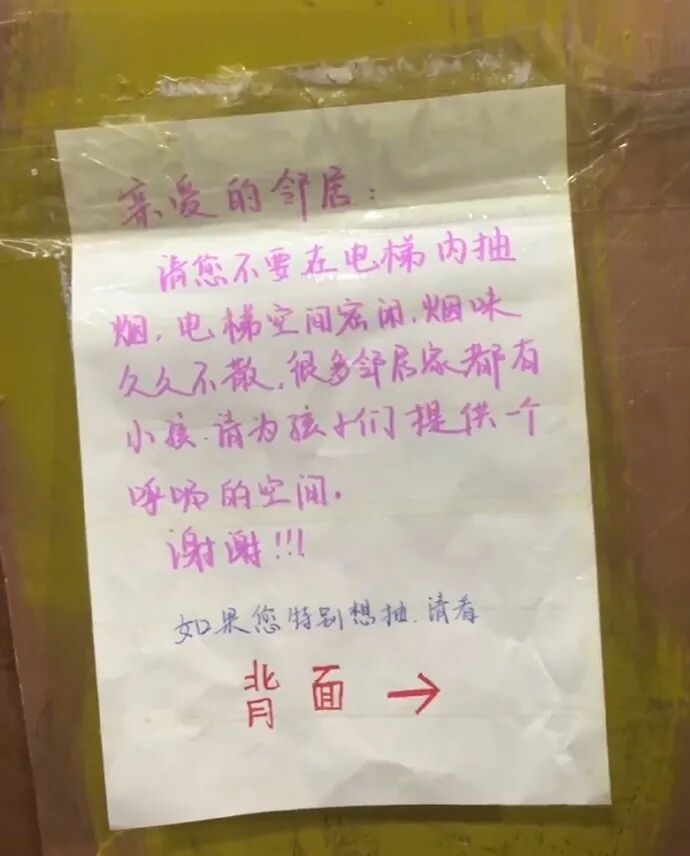 亲爱的邻居:
请您不要在电梯内抽
烟,电梯空间密闭,烟味
久久不散,很多邻居家都有
小孩.请为孩子们提供一个
呼吸的空间。
谢谢!!!
如果您特别想抽.请看
背面→